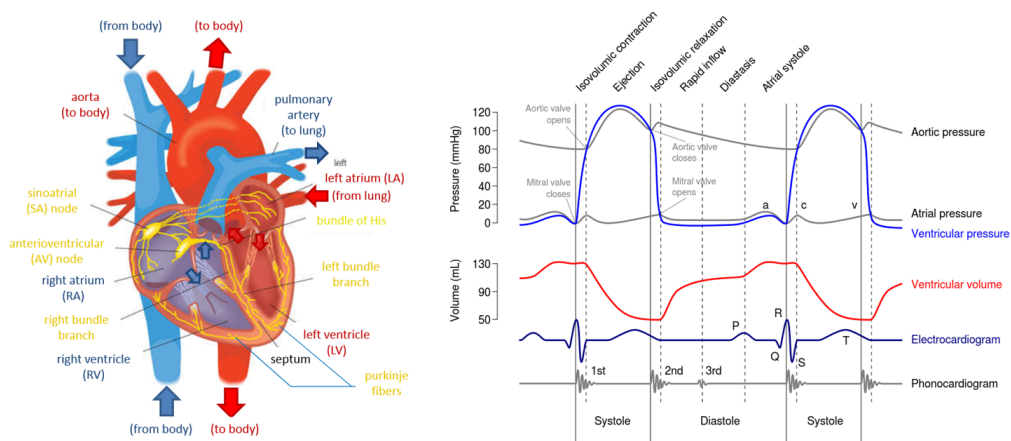 (from body)
(to body)
aorta
(to body)
pulmonary
artery
(to lung)
left
left atrium (LA)
(from lung)
sinoatrial
(SA) node
bundle of His
anterioventricular
(AV) node
left bundle
branch
right atrium
(RA)
right bundle
branch
left ventricle
(LV)
right ventricle
(RV)
septum
purkinje
fibers
(from body)
(to body)
Isovolumic contraction
Ejection
Isovolumic relaxation
Rapid inflow
Diastasis
Atrial systole
Pressure (mmHg)
120
100
80
60
40
20
0
Aortic valve
opens
Aortic valve
closes
Mitral valve
closes
Mitral valve
opens
a
c
v
Aortic pressure
Atrial pressure
Ventricular pressure
Volume (mL)
130
90
50
Ventricular volume
R
P
Q
S
T
Electrocardiogram
1st
2nd
3rd
Phonocardiogram
Systole
Diastole
Systole